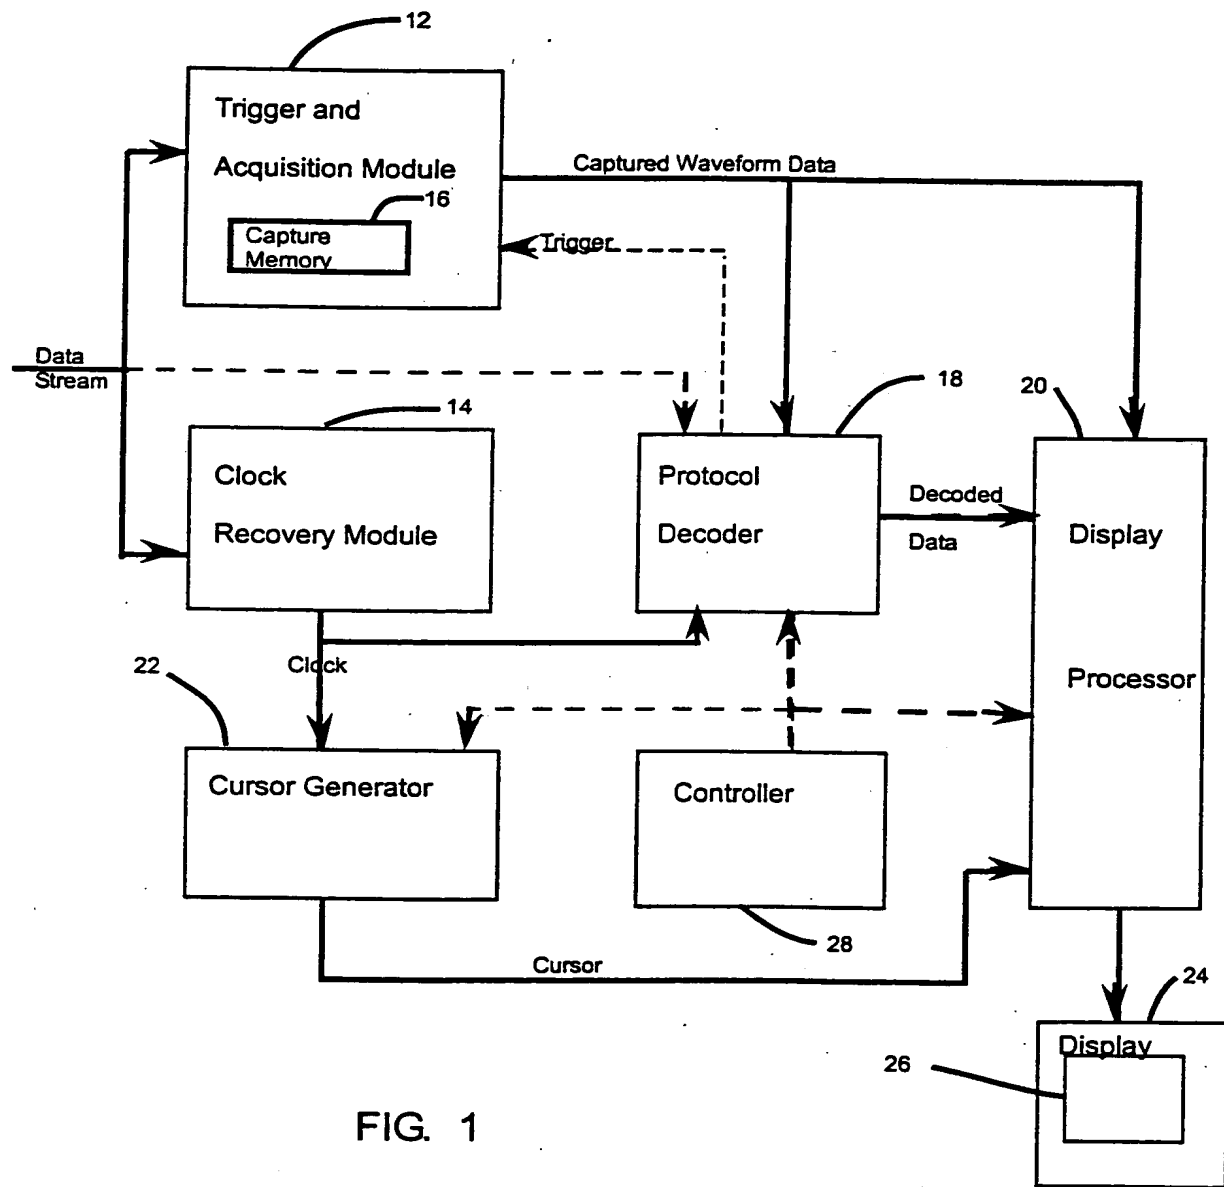 12
Trigger and
Acquisition Module
16
Capture
Memory
Captured Waveform Data
Trigger
Data
Stream
14
Clock
Recovery Module
18
Protocol
Decoder
20
Decoded
Data
Display
Processor
Clock
22
Cursor Generator
Controller
28
Cursor
24
Display
26
FIG. 1